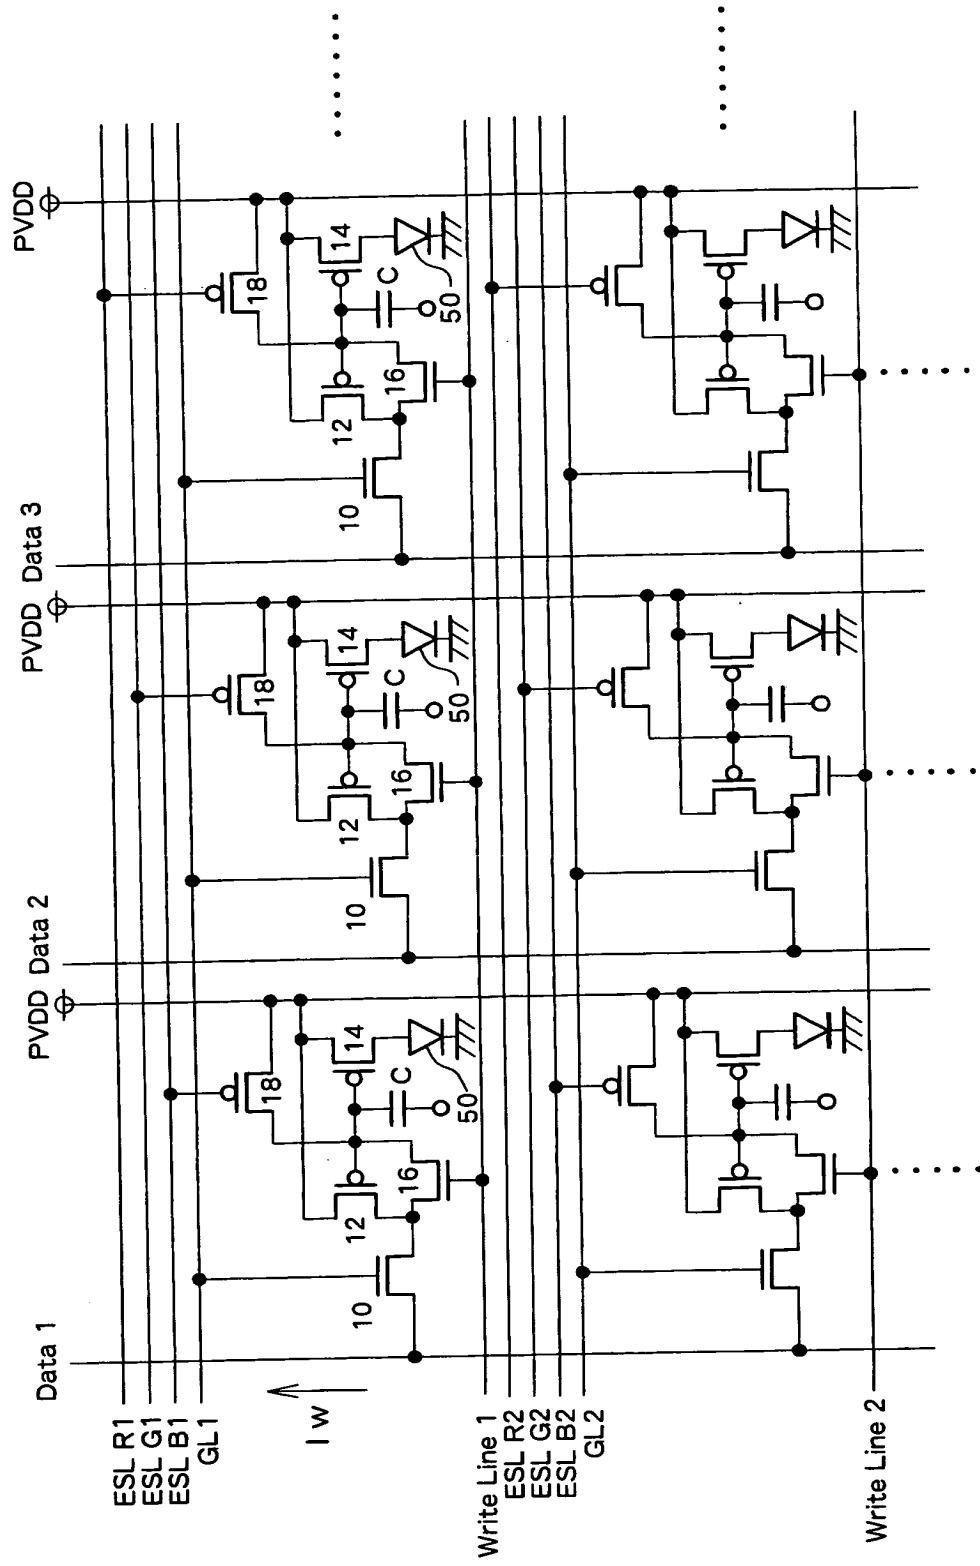 Data 1
PVDD
Data 2
PVDD
Data 3
PVDD
ESL R1
ESL G1
ESL B1
GL1
I w
10
12
14
16
18
C
50
10
12
14
16
18
C
50
10
12
14
16
18
C
50
Write Line 1
ESL R2
ESL G2
ESL B2
GL2
Write Line 2